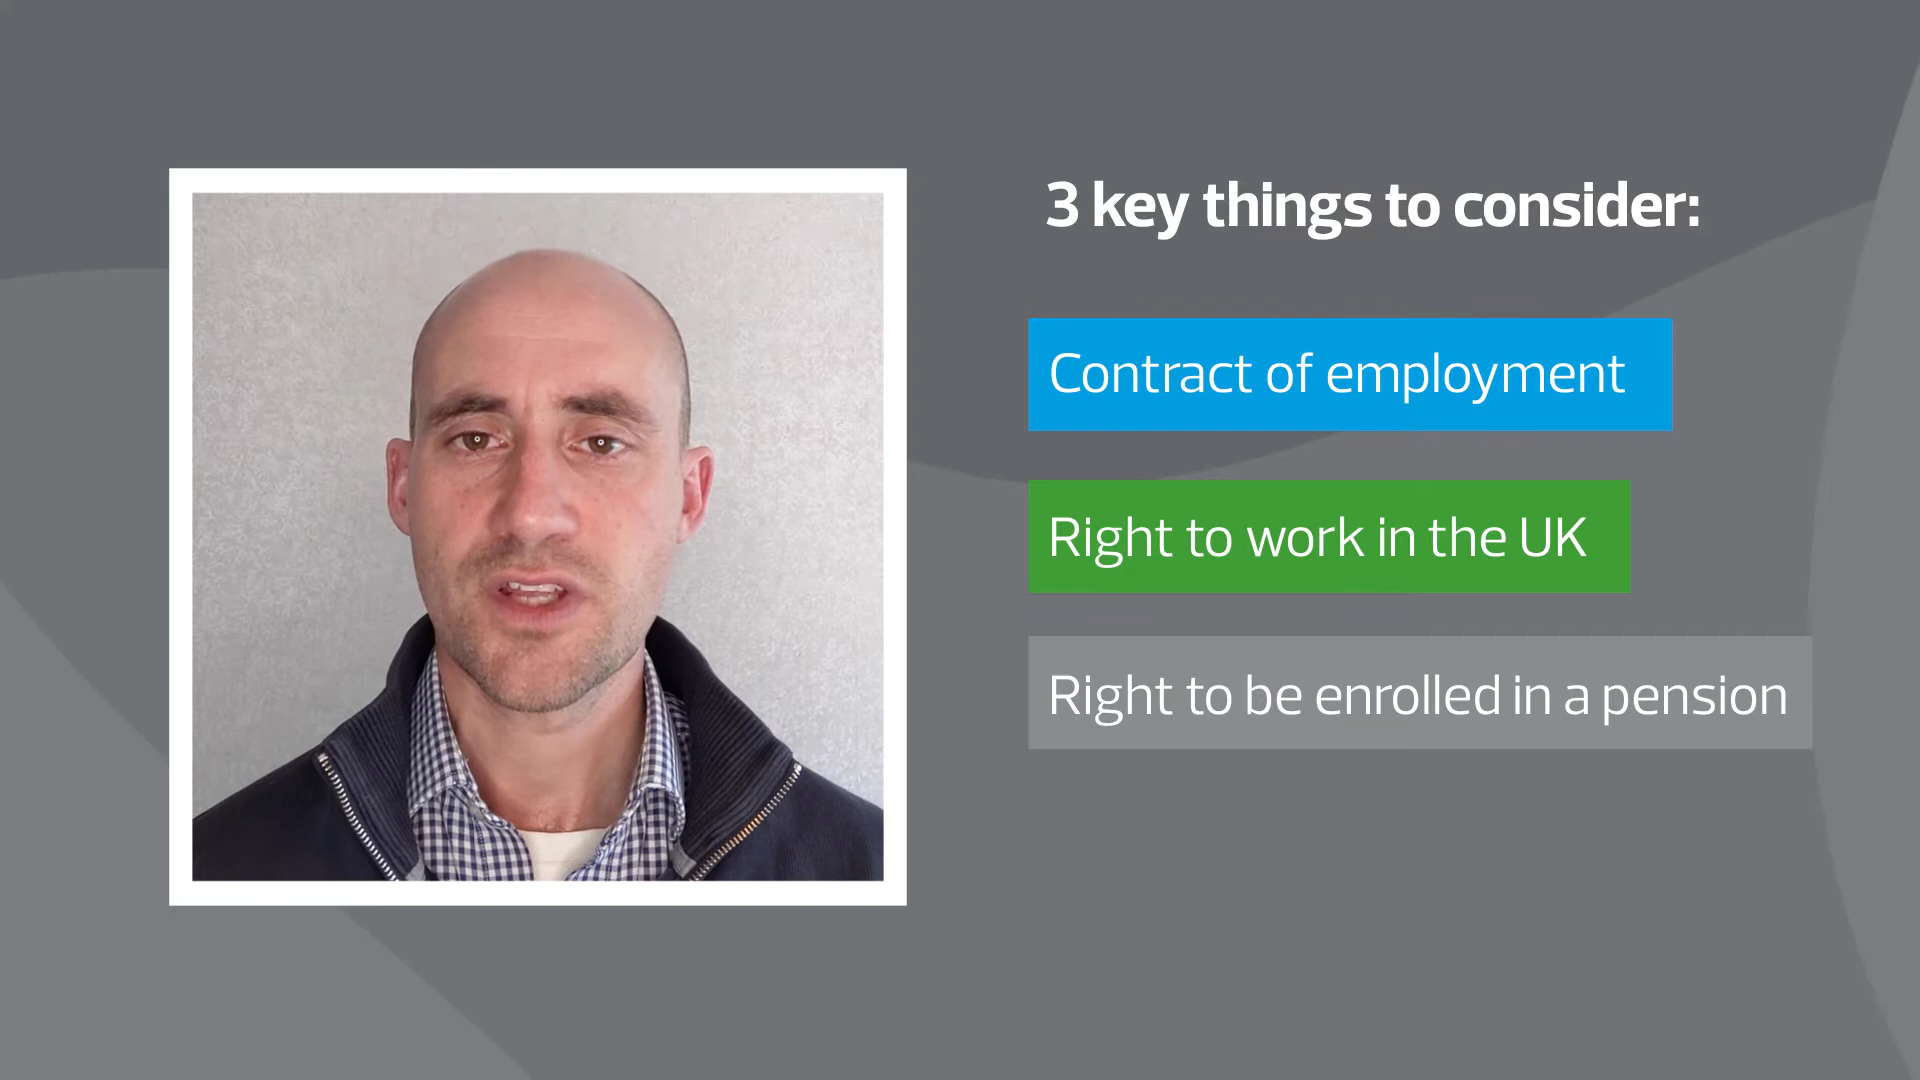 3 key things to consider:
Contract of employment
Right to work in the UK
Right to be enrolled in a pension